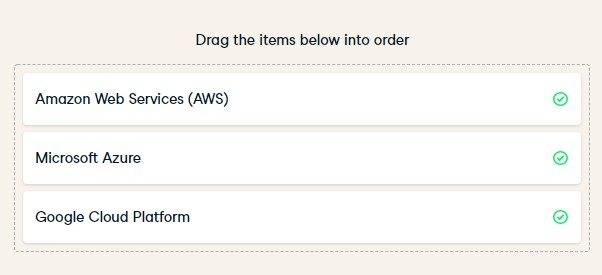 Drag the items below into order
Amazon Web Services (AWS)
Microsoft Azure
Google Cloud Platform